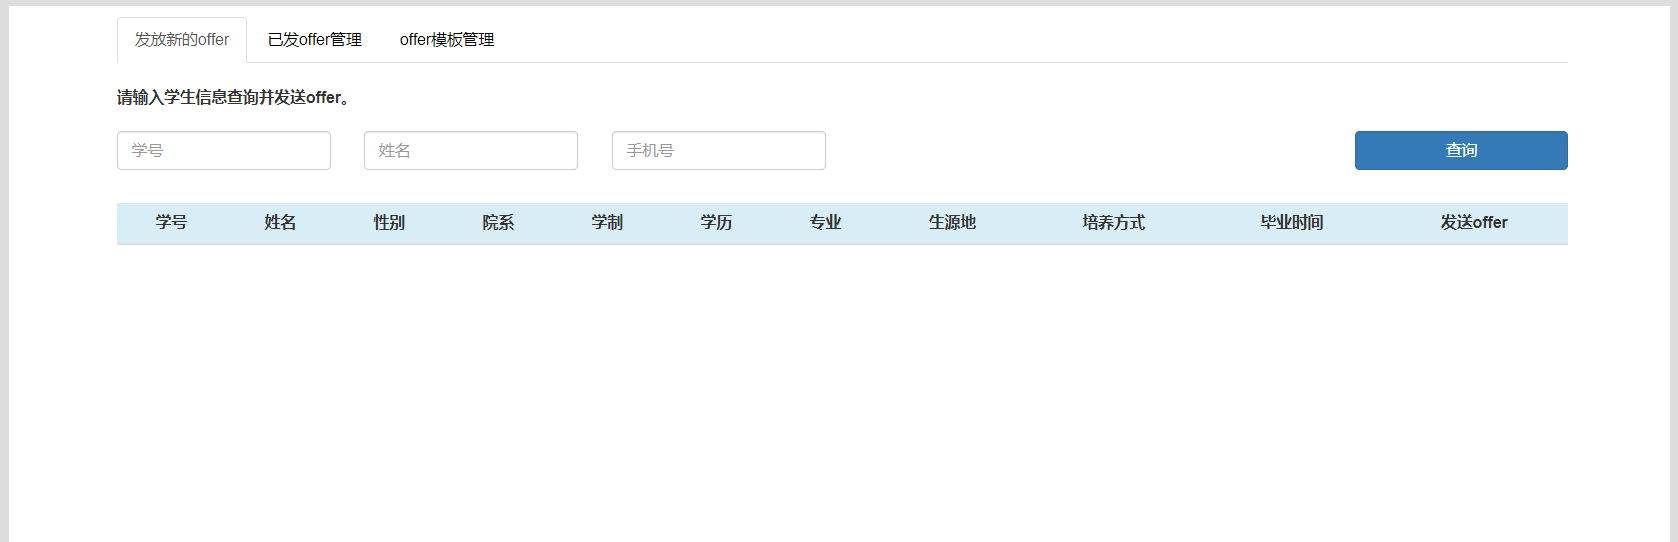 发放新的offer 已发offer管理 offer模板管理
请输入学生信息查询并发送offer。
学号 姓名 手机号 查询
学号 姓名 性别 院系 学制 学历 专业 生源地 培养方式 毕业时间 发送offer